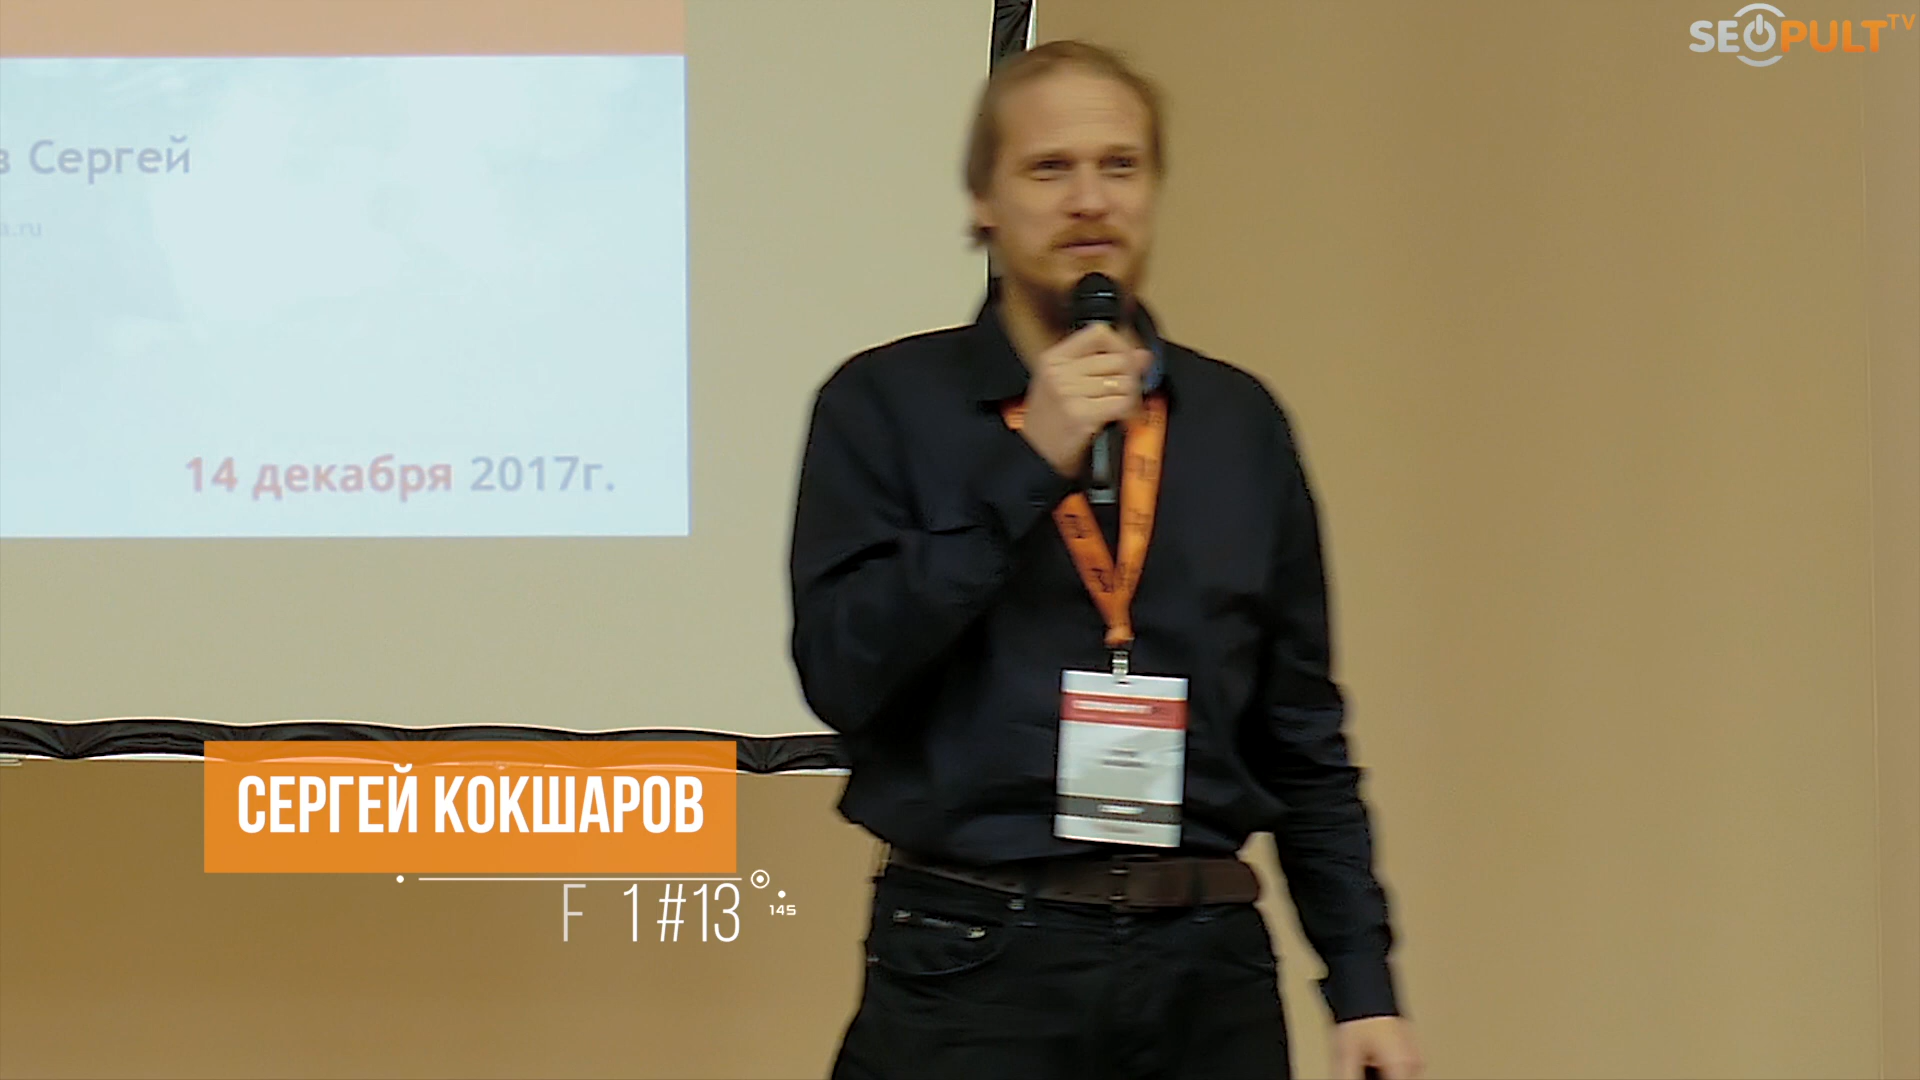 SEOPULT TV
в Сергей
a.ru
14 декабря 2017г.
СЕРГЕЙ КОКШАРОВ
F 1#13
145